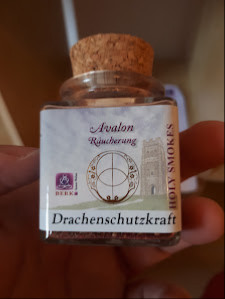 Avalon
Räucherung
HOLY SMOKES
Drachenschutzkraft